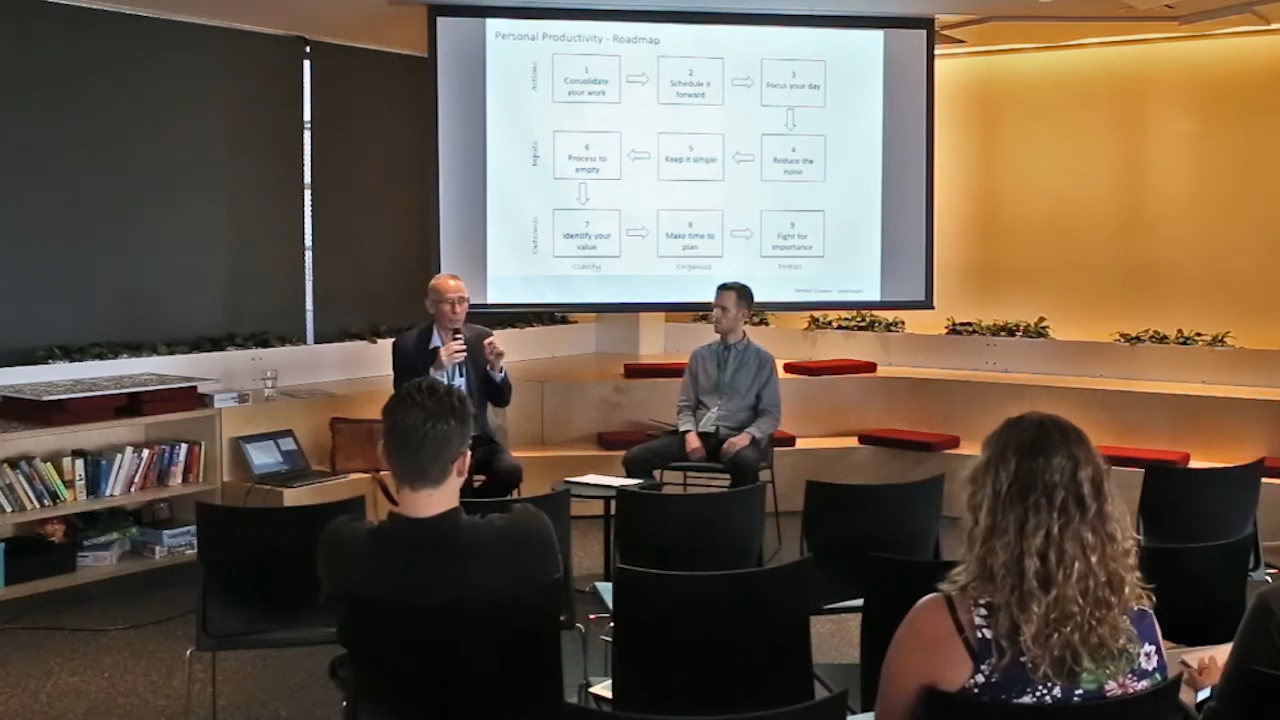 Personal Productivity - Roadmap
Actions
1
Consolidate
your work
2
Schedule it
forward
3
Focus your day
Inputs
6
Process to
empty
5
Keep it simple
4
Reduce the
noise
Outcomes
7
Identify your
value
8
Make time to
plan
9
Fight for
importance